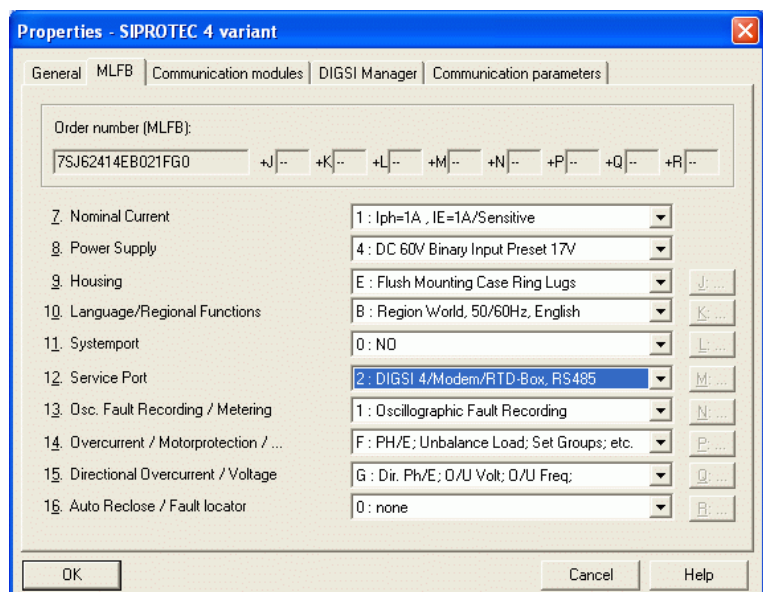 Properties - SIPROTEC 4 variant
General MLFB Communication modules DIGSI Manager Communication parameters
Order number (MLFB):
7SJ62414EB021FG0 +J -- +K -- +L -- +M -- +N -- +P -- +Q -- +R --
7. Nominal Current 1 : Iph=1A , IE=1A/Sensitive
8. Power Supply 4 : DC 60V Binary Input Preset 17V
9. Housing E : Flush Mounting Case Ring Lugs J: ...
10. Language/Regional Functions B : Region World, 50/60Hz, English K: ...
11. Systemport 0 : NO L: ...
12. Service Port 2 : DIGSI 4/Modem/RTD-Box, RS485 M: ...
13. Osc. Fault Recording / Metering 1 : Oscillographic Fault Recording N: ...
14. Overcurrent / Motorprotection / ... F : PH/E; Unbalance Load; Set Groups; etc. P: ...
15. Directional Overcurrent / Voltage G : Dir. Ph/E; O/U Volt; O/U Freq; Q: ...
16. Auto Reclose / Fault locator 0 : none R: ...
OK Cancel Help